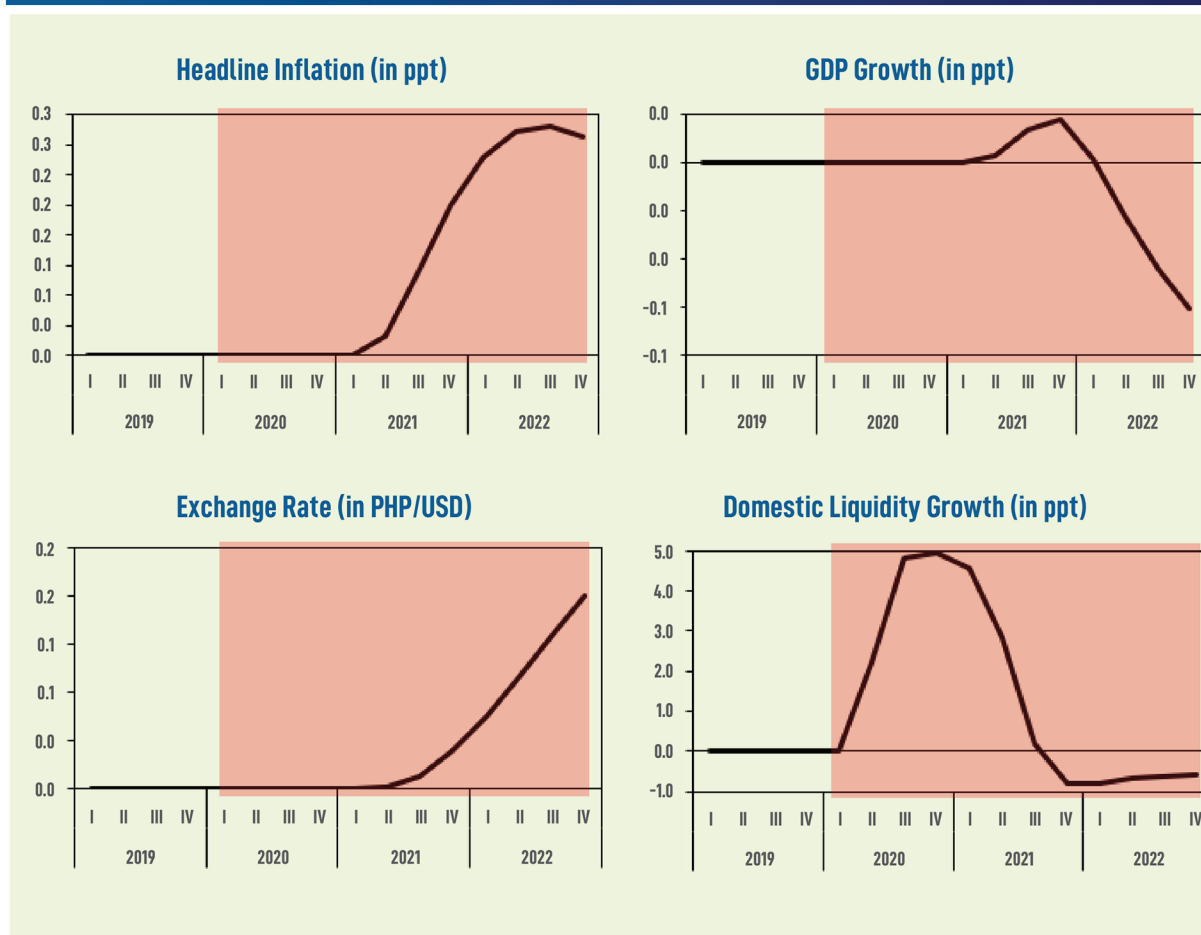 Headline Inflation (in ppt)
0.3
0.3
0.2
0.2
0.2
0.1
0.1
0.0
0.0
I II III IV I II III IV I II III IV I II III IV
2019 2020 2021 2022
GDP Growth (in ppt)
0.0
0.0
0.0
0.0
-0.1
-0.1
I II III IV I II III IV I II III IV I II III IV
2019 2020 2021 2022
Exchange Rate (in PHP/USD)
0.2
0.2
0.1
0.1
0.0
0.0
I II III IV I II III IV I II III IV I II III IV
2019 2020 2021 2022
Domestic Liquidity Growth (in ppt)
5.0
4.0
3.0
2.0
1.0
0.0
-1.0
I II III IV I II III IV I II III IV I II III IV
2019 2020 2021 2022